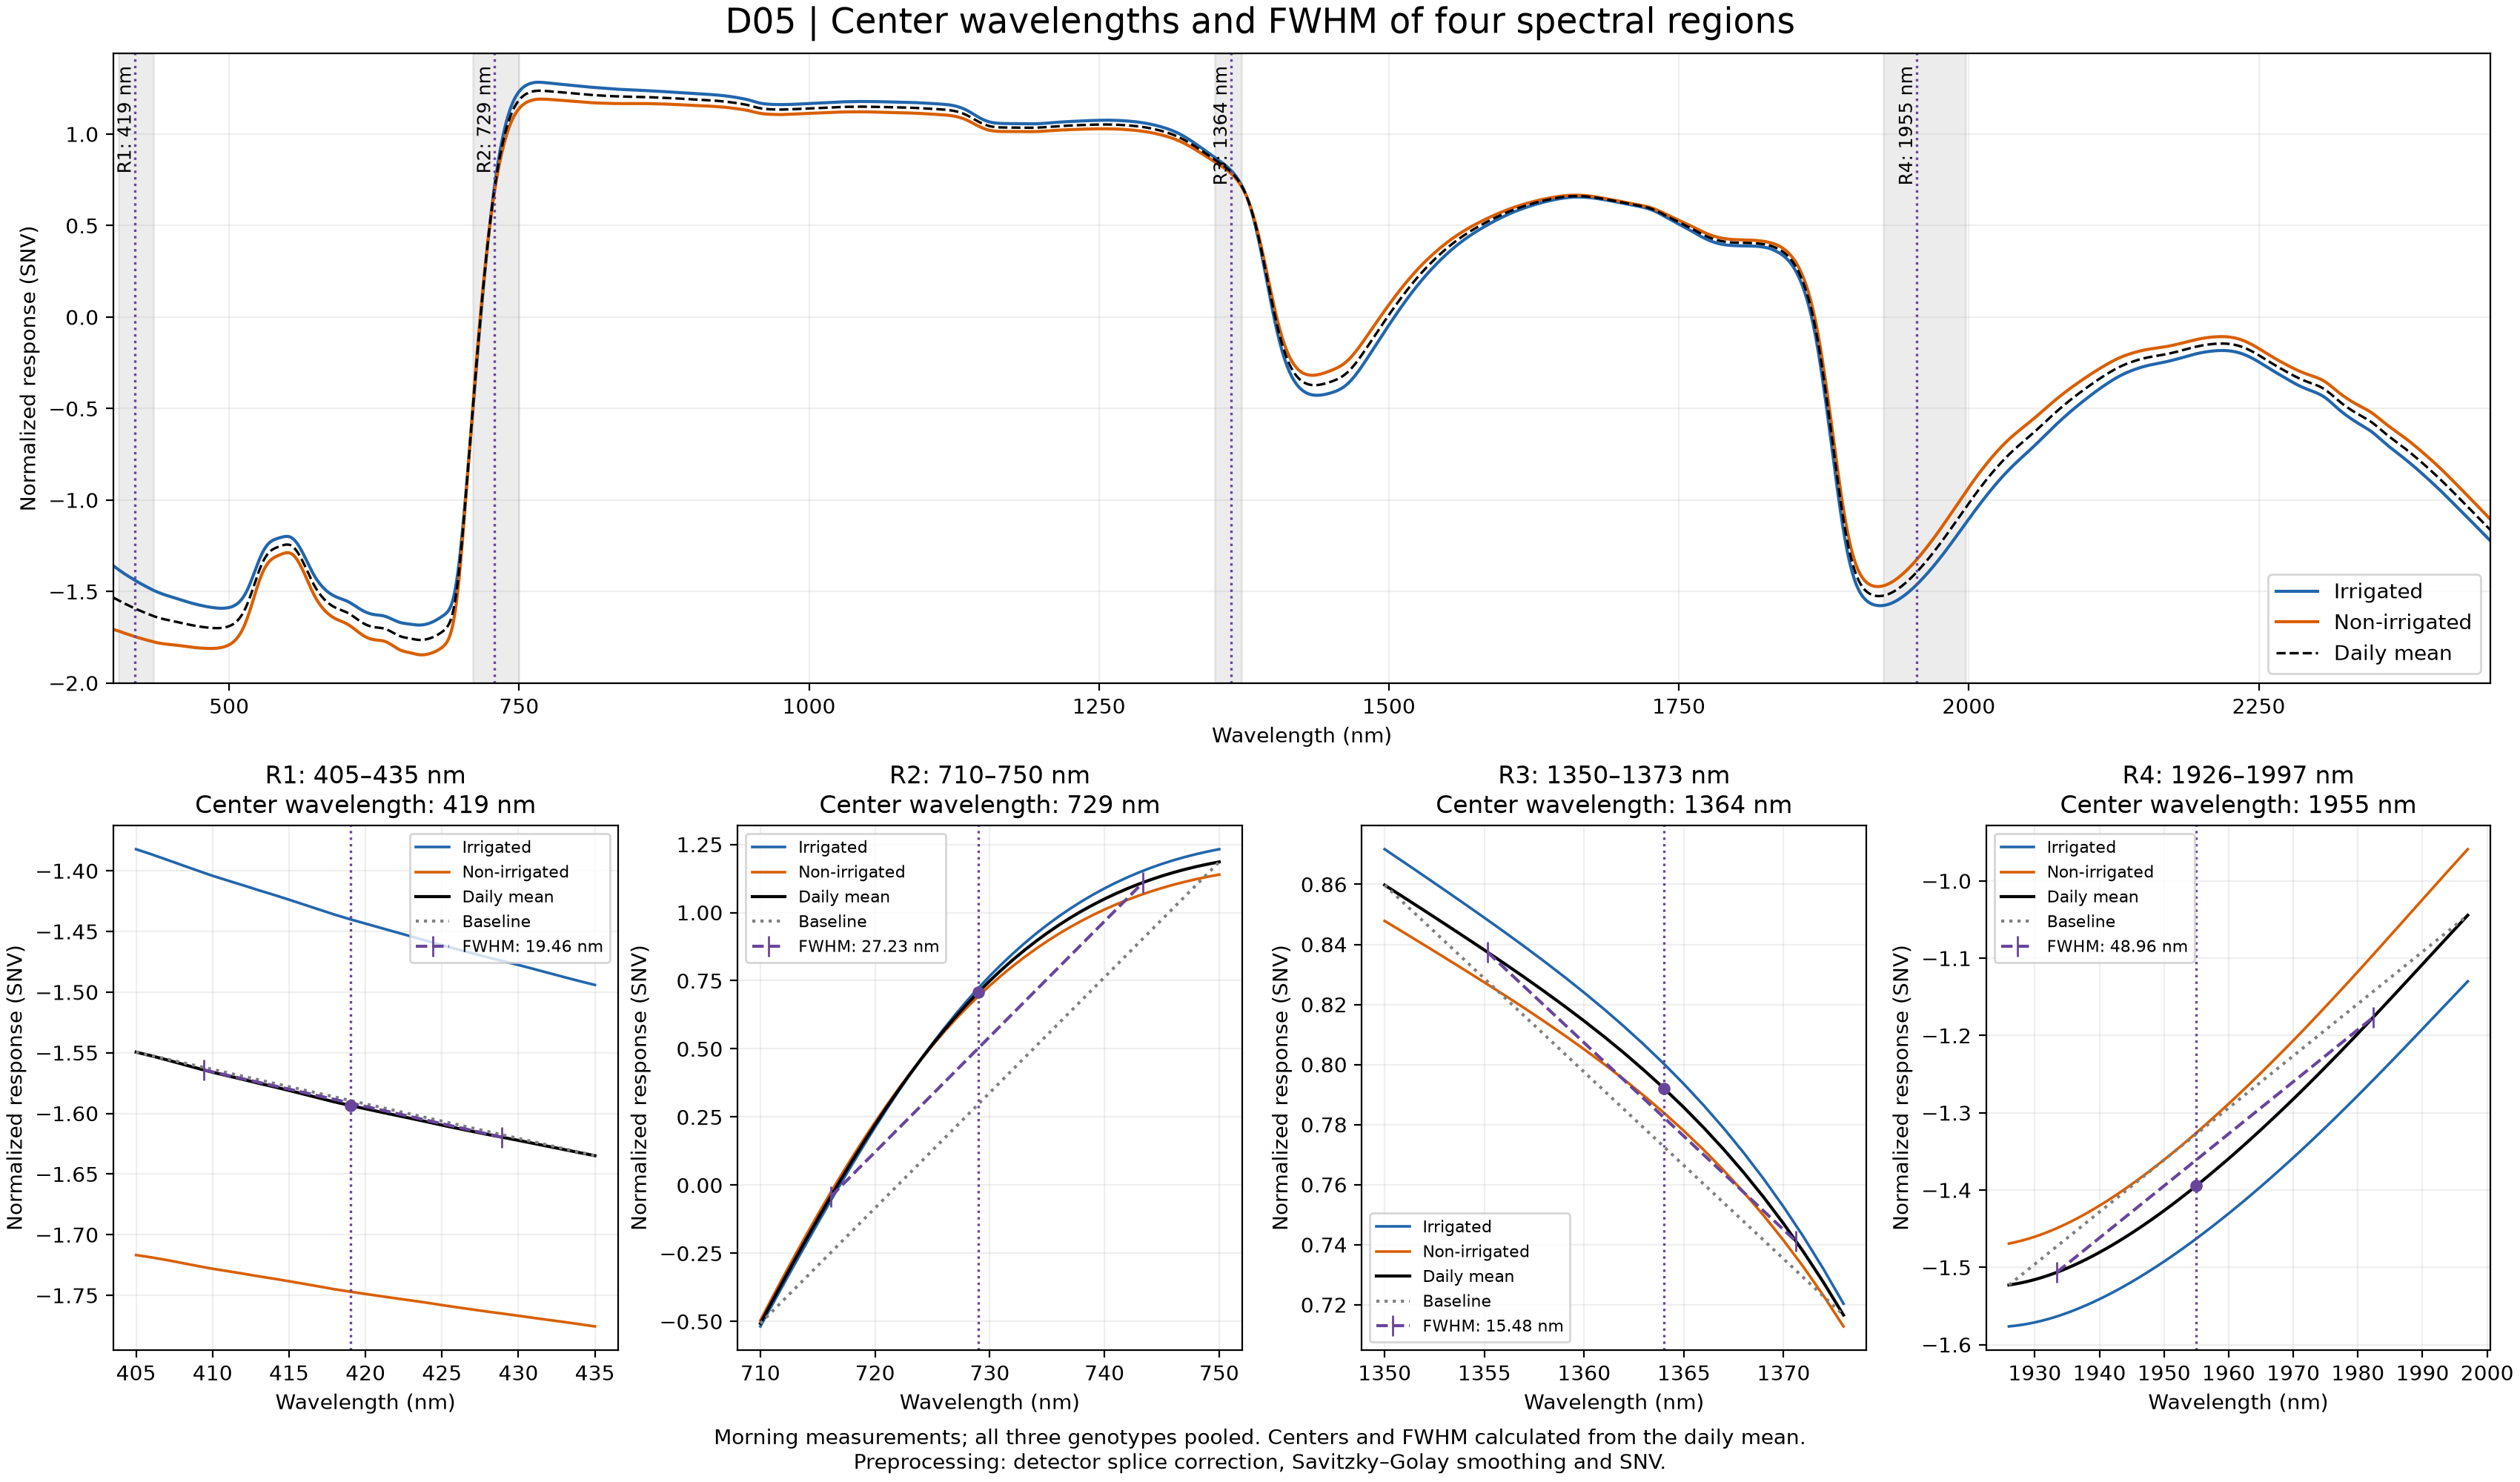 D05 | Center wavelengths and FWHM of four spectral regions
Normalized response (SNV)
1.0
0.5
0.0
−0.5
−1.0
−1.5
−2.0
R1: 419 nm
R2: 729 nm
R3: 1364 nm
R4: 1955 nm
Irrigated
Non-irrigated
Daily mean
500 750 1000 1250 1500 1750 2000 2250
Wavelength (nm)
R1: 405–435 nm
Center wavelength: 419 nm
Normalized response (SNV)
−1.40
−1.45
−1.50
−1.55
−1.60
−1.65
−1.70
−1.75
Irrigated
Non-irrigated
Daily mean
Baseline
FWHM: 19.46 nm
405 410 415 420 425 430 435
Wavelength (nm)
R2: 710–750 nm
Center wavelength: 729 nm
Normalized response (SNV)
1.25
1.00
0.75
0.50
0.25
0.00
−0.25
−0.50
Irrigated
Non-irrigated
Daily mean
Baseline
FWHM: 27.23 nm
710 720 730 740 750
Wavelength (nm)
R3: 1350–1373 nm
Center wavelength: 1364 nm
Normalized response (SNV)
0.86
0.84
0.82
0.80
0.78
0.76
0.74
0.72
Irrigated
Non-irrigated
Daily mean
Baseline
FWHM: 15.48 nm
1350 1355 1360 1365 1370
Wavelength (nm)
R4: 1926–1997 nm
Center wavelength: 1955 nm
Normalized response (SNV)
−1.0
−1.1
−1.2
−1.3
−1.4
−1.5
−1.6
Irrigated
Non-irrigated
Daily mean
Baseline
FWHM: 48.96 nm
1930 1940 1950 1960 1970 1980 1990 2000
Wavelength (nm)
Morning measurements; all three genotypes pooled. Centers and FWHM calculated from the daily mean.
Preprocessing: detector splice correction, Savitzky–Golay smoothing and SNV.